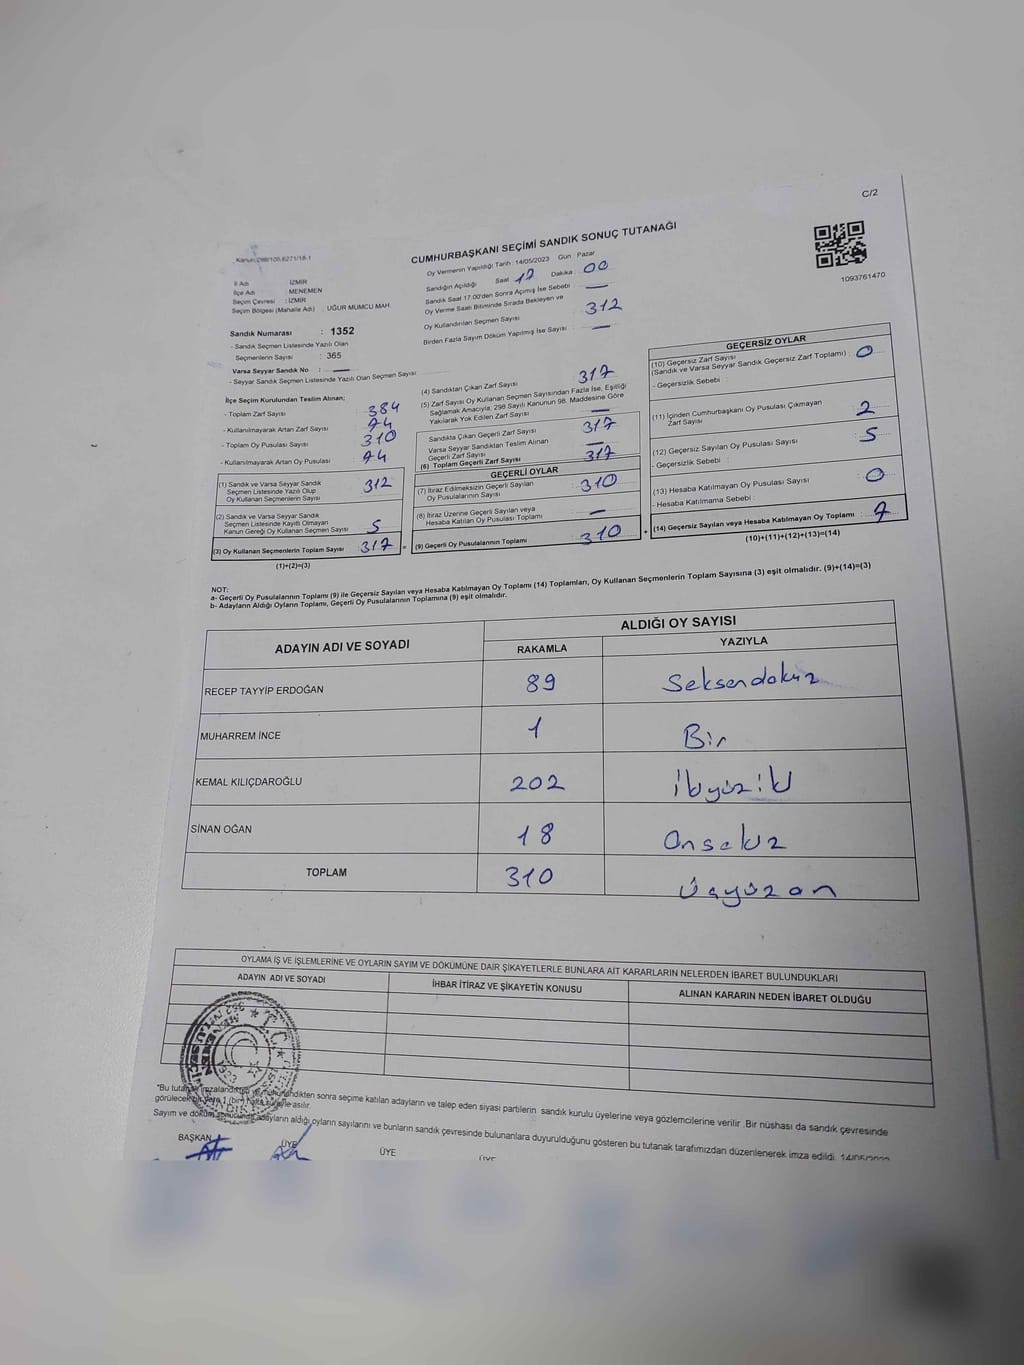 C/2
CUMHURBAŞKANI SEÇİMİ SANDIK SONUÇ TUTANAĞI
1093761470
Oy Vermenin Yapıldığı Tarih : 14/05/2023 Gün : Pazar
Sandığın Açıldığı Saat 17 Dakika : 00
Sandık Saat 17:00'den Sonra Açımış İse Sebebi : —
Oy Verme Saati Bitiminde Sırada Bekleyen ve
Oy Kullandırılan Seçmen Sayısı : 312
Birden Fazla Sayım Döküm Yapılmış İse Sayısı : —
İl Adı : İZMİR
İlçe Adı : MENEMEN
Seçim Çevresi : İZMİR
Seçim Bölgesi (Mahalle Adı) : UĞUR MUMCU MAH
Sandık Numarası : 1352
- Sandık Seçmen Listesinde Yazılı Olan
Seçmenlerin Sayısı : 365
Varsa Seyyar Sandık No : —
- Seyyar Sandık Seçmen Listesinde Yazılı Olan Seçmen Sayısı
İlçe Seçim Kurulundan Teslim Alınan;
- Toplam Zarf Sayısı : 384
- Kullanılmayarak Artan Zarf Sayısı : 74
- Toplam Oy Pusulası Sayısı : 310
- Kullanılmayarak Artan Oy Pusulası : 74
(1) Sandık ve Varsa Seyyar Sandık
Seçmen Listesinde Yazılı Olup
Oy Kullanan Seçmenlerin Sayısı 312
(2) Sandık ve Varsa Seyyar Sandık
Seçmen Listesinde Kayıtlı Olmayan
Kanun Gereği Oy Kullanan Seçmen Sayısı 5
(3) Oy Kullanan Seçmenlerin Toplam Sayısı 317
(1)+(2)=(3)
(4) Sandıktan Çıkan Zarf Sayısı : 317
(5) Zarf Sayısı Oy Kullanan Seçmen Sayısından Fazla İse, Eşitliği
Sağlamak Amacıyla, 298 Sayılı Kanunun 98. Maddesine Göre
Yakılarak Yok Edilen Zarf Sayısı : —
Sandıkta Çıkan Geçerli Zarf Sayısı : 317
Varsa Seyyar Sandıktan Teslim Alınan
Geçerli Zarf Sayısı : —
(6) Toplam Geçerli Zarf Sayısı : 317
GEÇERLİ OYLAR
(7) İtiraz Edilmeksizin Geçerli Sayılan
Oy Pusulalarının Sayısı : 310
(8) İtiraz Üzerine Geçerli Sayılan veya
Hesaba Katılan Oy Pusulası Toplamı : —
= (9) Geçerli Oy Pusulalarının Toplamı : 310
GEÇERSİZ OYLAR
(10) Geçersiz Zarf Sayısı
(Sandık ve Varsa Seyyar Sandık Geçersiz Zarf Toplamı) : 0
- Geçersizlik Sebebi :
(11) İçinden Cumhurbaşkanı Oy Pusulası Çıkmayan
Zarf Sayısı : 2
(12) Geçersiz Sayılan Oy Pusulası Sayısı : 5
- Geçersizlik Sebebi :
(13) Hesaba Katılmayan Oy Pusulası Sayısı : 0
- Hesaba Katılmama Sebebi :
+ (14) Geçersiz Sayılan veya Hesaba Katılmayan Oy Toplamı : 7
(10)+(11)+(12)+(13)=(14)
NOT:
a- Geçerli Oy Pusulalarının Toplamı (9) ile Geçersiz Sayılan veya Hesaba Katılmayan Oy Toplamı (14) Toplamları, Oy Kullanan Seçmenlerin Toplam Sayısına (3) eşit olmalıdır. (9)+(14)=(3)
b- Adayların Aldığı Oyların Toplamı, Geçerli Oy Pusulalarının Toplamına (9) eşit olmalıdır.
ADAYIN ADI VE SOYADI ALDIĞI OY SAYISI
RAKAMLA YAZIYLA
RECEP TAYYİP ERDOĞAN 89 Seksendokuz
MUHARREM İNCE 1 Bir
KEMAL KILIÇDAROĞLU 202 İkiyüziki
SİNAN OĞAN 18 Onsekiz
TOPLAM 310 Üçyüzon
OYLAMA İŞ VE İŞLEMLERİNE VE OYLARIN SAYIM VE DÖKÜMÜNE DAİR ŞİKAYETLERLE BUNLARA AİT KARARLARIN NELERDEN İBARET BULUNDUKLARI
ADAYIN ADI VE SOYADI İHBAR İTİRAZ VE ŞİKAYETİN KONUSU ALINAN KARARIN NEDEN İBARET OLDUĞU
T.C.
*Bu tutanak imzalandıktan ve mühürlendikten sonra seçime katılan adayların ve talep eden siyasi partilerin sandık kurulu üyelerine veya gözlemcilerine verilir .Bir nüshası da sandık çevresinde
görülecek bir yere 1 (bir) hafta süreyle asılır.
Sayım ve döküm sonucunda adayların aldığı oyların sayılarını ve bunların sandık çevresinde bulunanlara duyurulduğunu gösteren bu tutanak tarafımızdan düzenlenerek imza edildi. 14/05/2023
BAŞKAN ÜYE ÜYE ÜYE